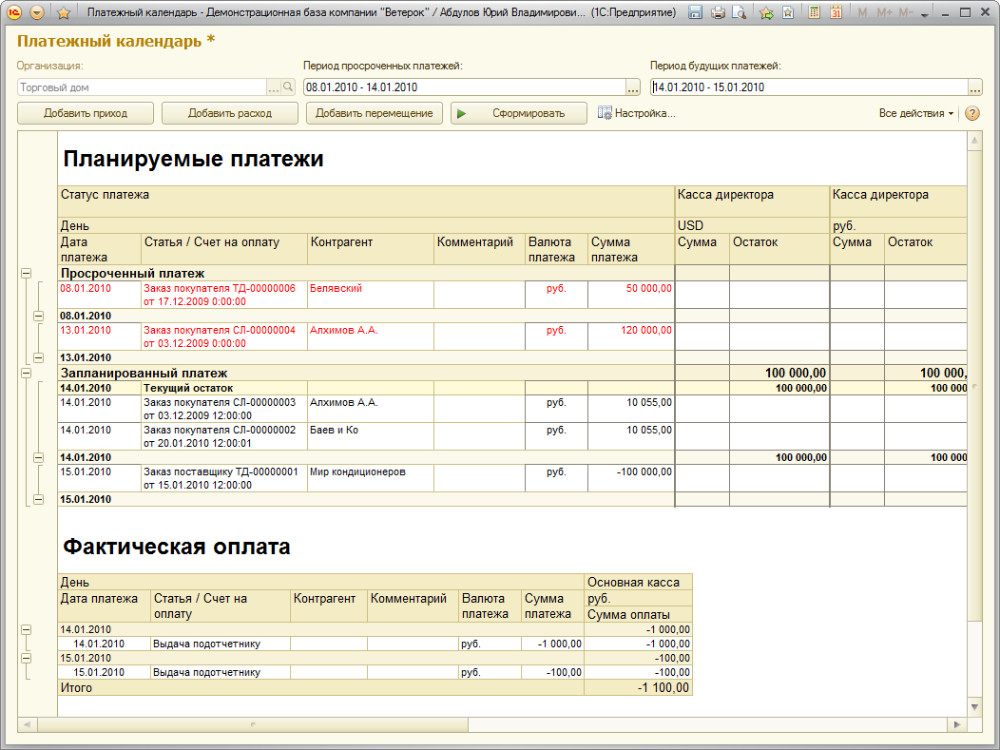 Платежный календарь - Демонстрационная база компании "Ветерок" / Абдулов Юрий Владимирови... (1С:Предприятие)
M M+ M-
Платежный календарь *
Организация: Период просроченных платежей: Период будущих платежей:
Торговый дом ... 08.01.2010 - 14.01.2010 ... 14.01.2010 - 15.01.2010 ...
Добавить приход Добавить расход Добавить перемещение Сформировать Настройка... Все действия ?
Планируемые платежи
Статус платежа Касса директора Касса директора
День USD руб.
Дата Статья / Счет на оплату Контрагент Комментарий Валюта Сумма Сумма Остаток Сумма Остаток
платежа платежа платежа
Просроченный платеж
08.01.2010 Заказ покупателя ТД-00000006 Белявский руб. 50 000,00
от 17.12.2009 0:00:00
08.01.2010
13.01.2010 Заказ покупателя СЛ-00000004 Алхимов А.А. руб. 120 000,00
от 03.12.2009 0:00:00
13.01.2010
Запланированный платеж 100 000,00 100 000,
14.01.2010 Текущий остаток 100 000,00 100 000
14.01.2010 Заказ покупателя СЛ-00000003 Алхимов А.А. руб. 10 055,00
от 03.12.2009 12:00:00
14.01.2010 Заказ покупателя СЛ-00000002 Баев и Ко руб. 10 055,00
от 20.01.2010 12:00:01
14.01.2010 100 000,00 100 000
15.01.2010 Заказ поставщику ТД-00000001 Мир кондиционеров руб. -100 000,00
от 15.01.2010 12:00:00
15.01.2010
Фактическая оплата
День Основная касса
Дата платежа Статья / Счет на Контрагент Комментарий Валюта Сумма руб.
оплату платежа платежа Сумма оплаты
14.01.2010 -1 000,00
14.01.2010 Выдача подотчетнику руб. -1 000,00 -1 000,00
15.01.2010 -100,00
15.01.2010 Выдача подотчетнику руб. -100,00 -100,00
Итого -1 100,00